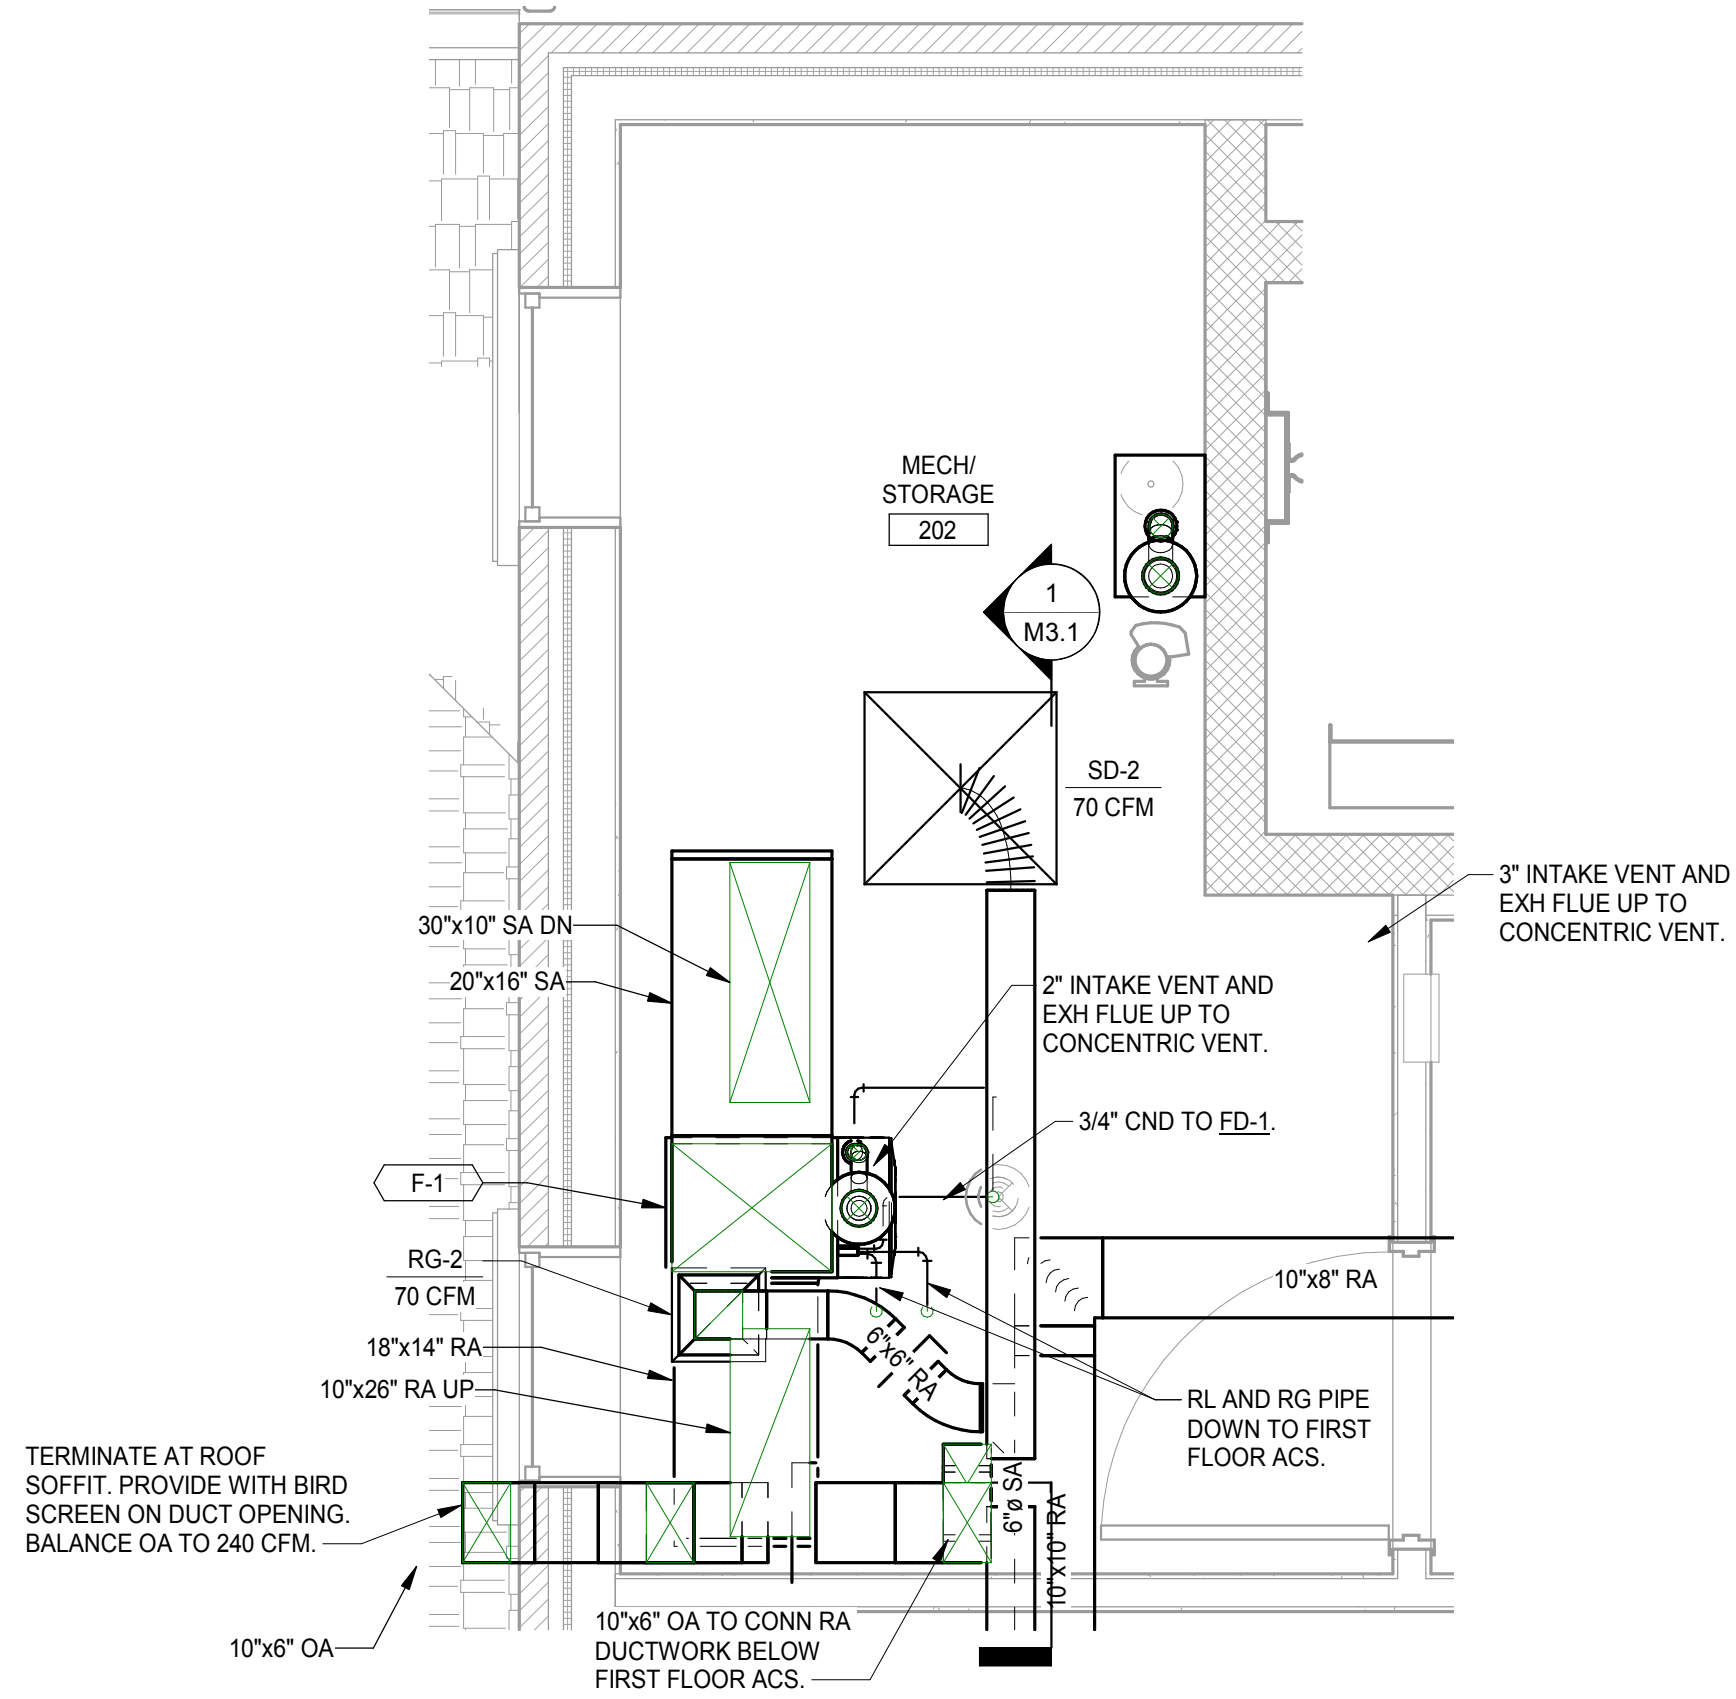 MECH/
STORAGE
202
1
M3.1
SD-2
70 CFM
3" INTAKE VENT AND
EXH FLUE UP TO
CONCENTRIC VENT.
30"x10" SA DN
20"x16" SA
2" INTAKE VENT AND
EXH FLUE UP TO
CONCENTRIC VENT.
3/4" CND TO FD-1.
F-1
RG-2
70 CFM
10"x8" RA
18"x14" RA
6"x6" RA
10"x26" RA UP
RL AND RG PIPE
DOWN TO FIRST
FLOOR ACS.
TERMINATE AT ROOF
SOFFIT. PROVIDE WITH BIRD
SCREEN ON DUCT OPENING.
BALANCE OA TO 240 CFM.
6"ø SA
10"x10" RA
10"x6" OA
10"x6" OA TO CONN RA
DUCTWORK BELOW
FIRST FLOOR ACS.